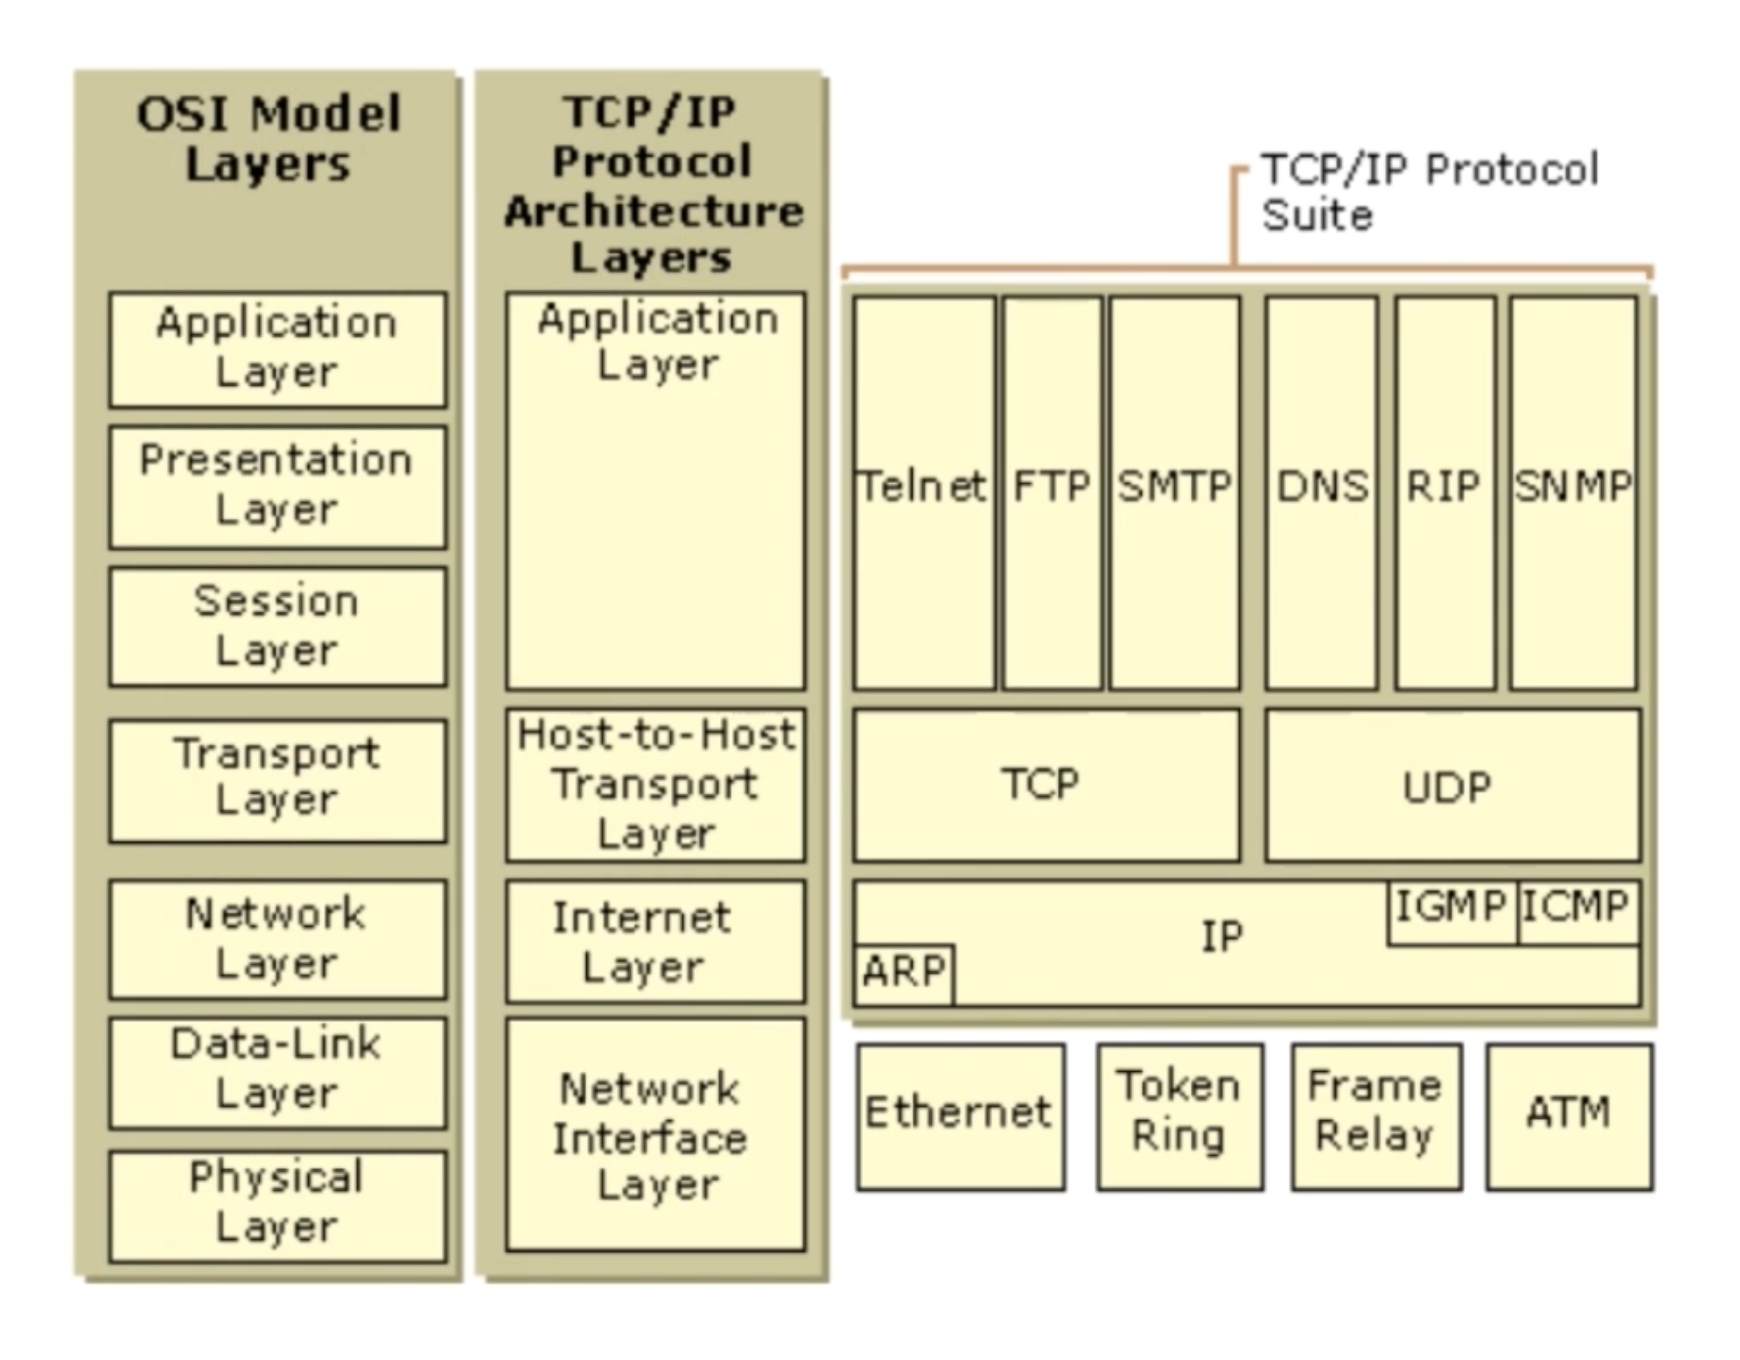 OSI Model
Layers
Application
Layer
Presentation
Layer
Session
Layer
Transport
Layer
Network
Layer
Data-Link
Layer
Physical
Layer
TCP/IP
Protocol
Architecture
Layers
Application
Layer
Host-to-Host
Transport
Layer
Internet
Layer
Network
Interface
Layer
TCP/IP Protocol
Suite
Telnet
FTP
SMTP
DNS
RIP
SNMP
TCP
UDP
IP
IGMP
ICMP
ARP
Ethernet
Token
Ring
Frame
Relay
ATM